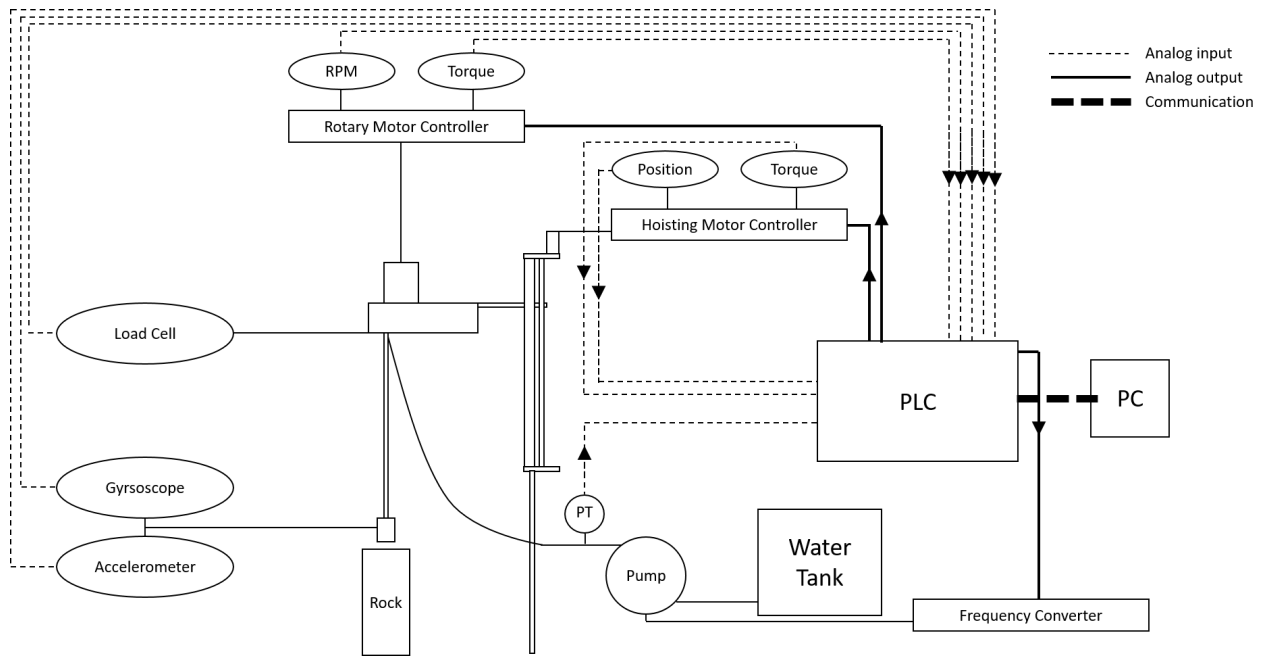 Analog input
RPM
Torque
Analog output
Communication
Rotary Motor Controller
Position
Torque
Hoisting Motor Controller
Load Cell
PLC
PC
Gyrsoscope
PT
Water
Tank
Accelerometer
Pump
Rock
Frequency Converter